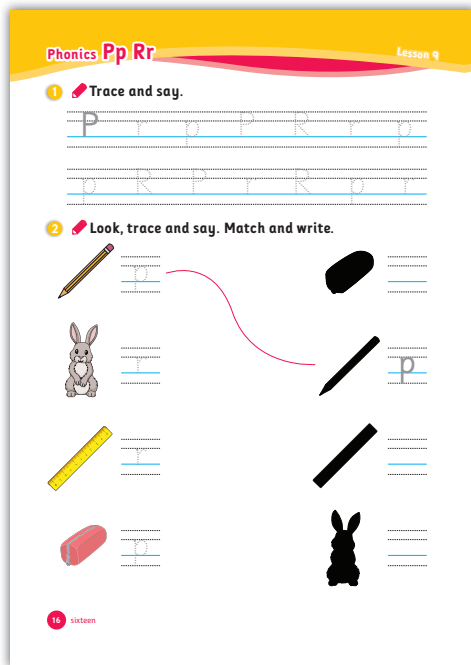 Phonics Pp Rr
Lesson 9
1 Trace and say.
P r p P R r p
p R P r R p r
2 Look, trace and say. Match and write.
p
r
p
r
p
16 sixteen